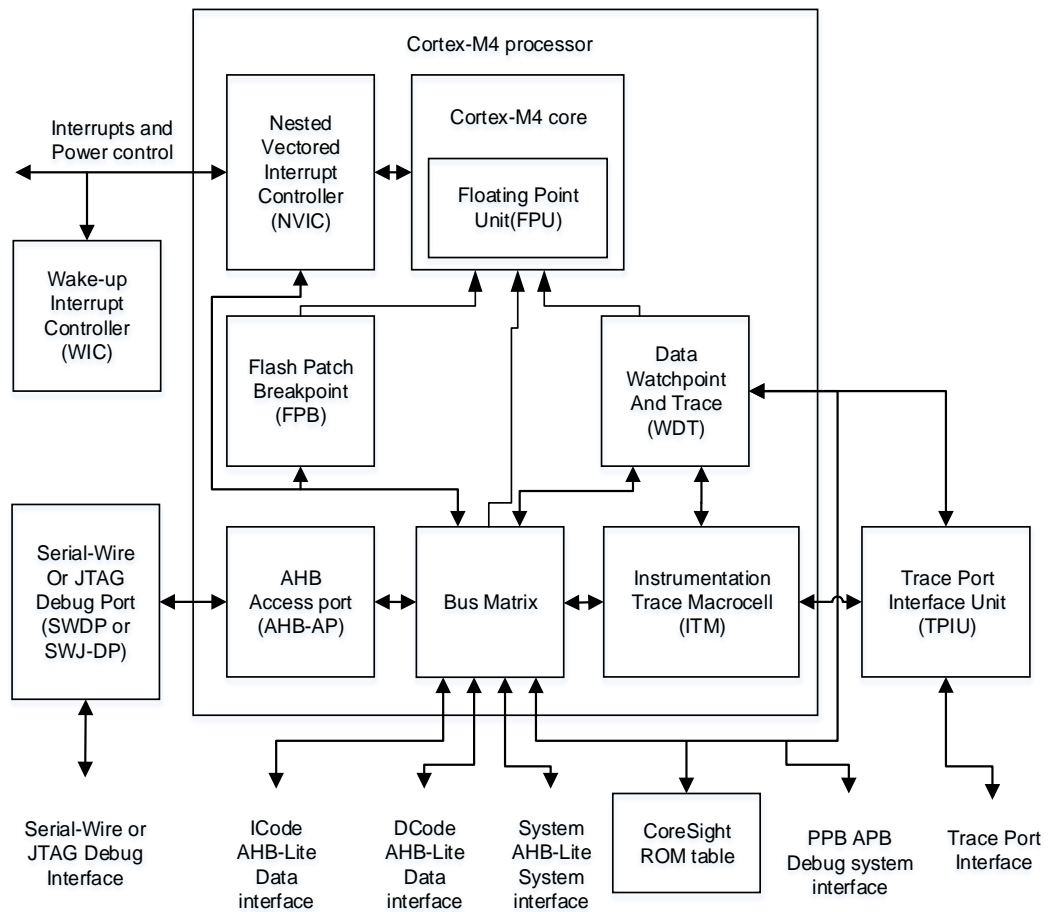 Cortex-M4 processor
Interrupts and
Power control
Nested
Vectored
Interrupt
Controller
(NVIC)
Cortex-M4 core
Floating Point
Unit(FPU)
Wake-up
Interrupt
Controller
(WIC)
Flash Patch
Breakpoint
(FPB)
Data
Watchpoint
And Trace
(WDT)
Serial-Wire
Or JTAG
Debug Port
(SWDP or
SWJ-DP)
AHB
Access port
(AHB-AP)
Bus Matrix
Instrumentation
Trace Macrocell
(ITM)
Trace Port
Interface Unit
(TPIU)
Serial-Wire or
JTAG Debug
Interface
ICode
AHB-Lite
Data
interface
DCode
AHB-Lite
Data
interface
System
AHB-Lite
System
interface
CoreSight
ROM table
PPB APB
Debug system
interface
Trace Port
Interface